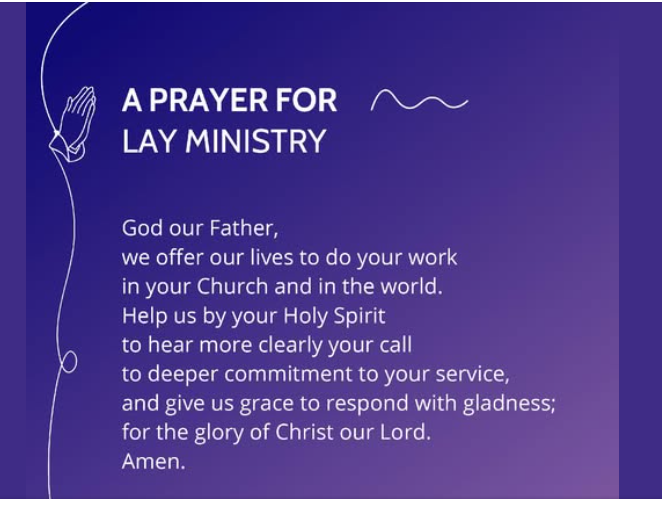 A PRAYER FOR
LAY MINISTRY
God our Father,
we offer our lives to do your work
in your Church and in the world.
Help us by your Holy Spirit
to hear more clearly your call
to deeper commitment to your service,
and give us grace to respond with gladness;
for the glory of Christ our Lord.
Amen.